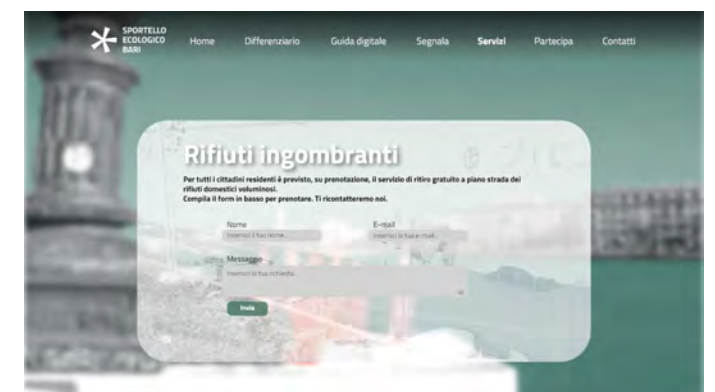 SPORTELLO
ECOLOGICO
BARI
Home Differenziario Guida digitale Segnala Servizi Partecipa Contatti
Rifiuti ingombranti
Per tutti i cittadini residenti è previsto, su prenotazione, il servizio di ritiro gratuito a piano strada dei
rifiuti domestici voluminosi.
Compila il form in basso per prenotare. Ti ricontatteremo noi.
Nome E-mail
Inserisci il tuo nome... Inserisci la tua e-mail...
Messaggio
Inserisci la tua richiesta...
Invia